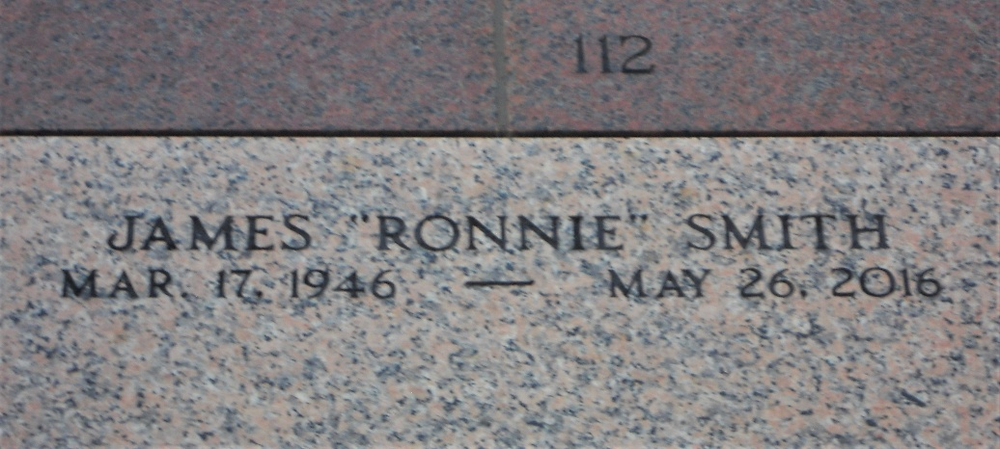 112
JAMES "RONNIE" SMITH
MAR. 17, 1946 — MAY 26, 2016